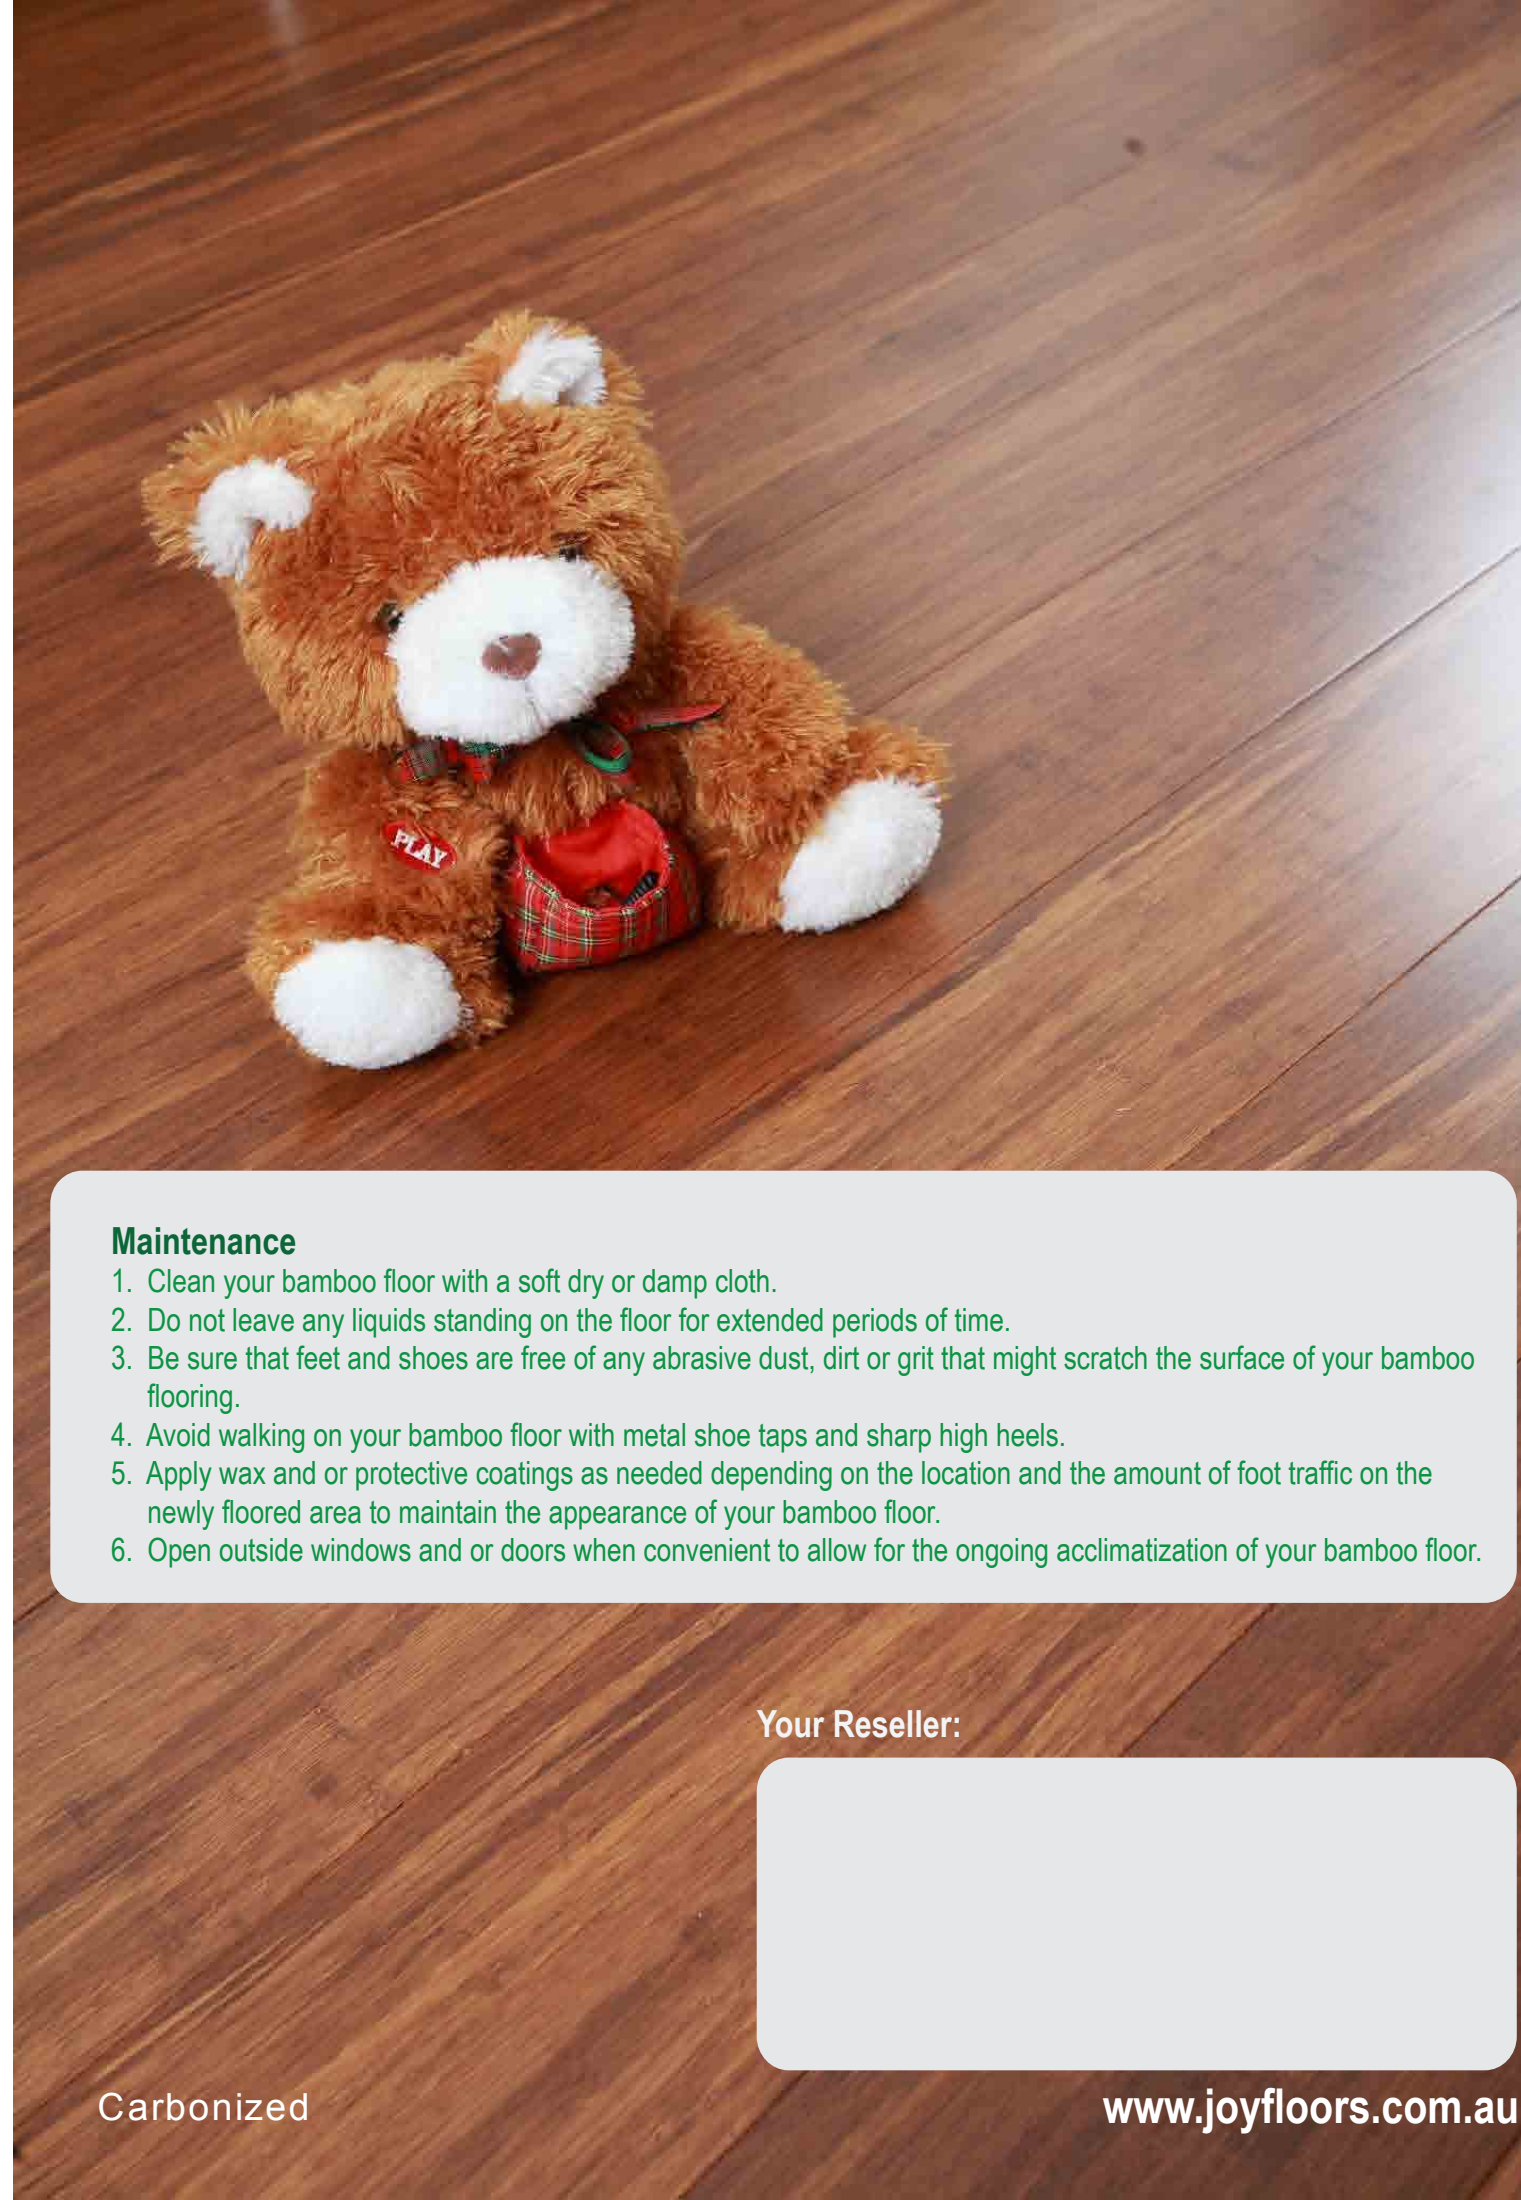 PLAY
Maintenance
1. Clean your bamboo floor with a soft dry or damp cloth.
2. Do not leave any liquids standing on the floor for extended periods of time.
3. Be sure that feet and shoes are free of any abrasive dust, dirt or grit that might scratch the surface of your bamboo
flooring.
4. Avoid walking on your bamboo floor with metal shoe taps and sharp high heels.
5. Apply wax and or protective coatings as needed depending on the location and the amount of foot traffic on the
newly floored area to maintain the appearance of your bamboo floor.
6. Open outside windows and or doors when convenient to allow for the ongoing acclimatization of your bamboo floor.
Your Reseller:
Carbonized
www.joyfloors.com.au